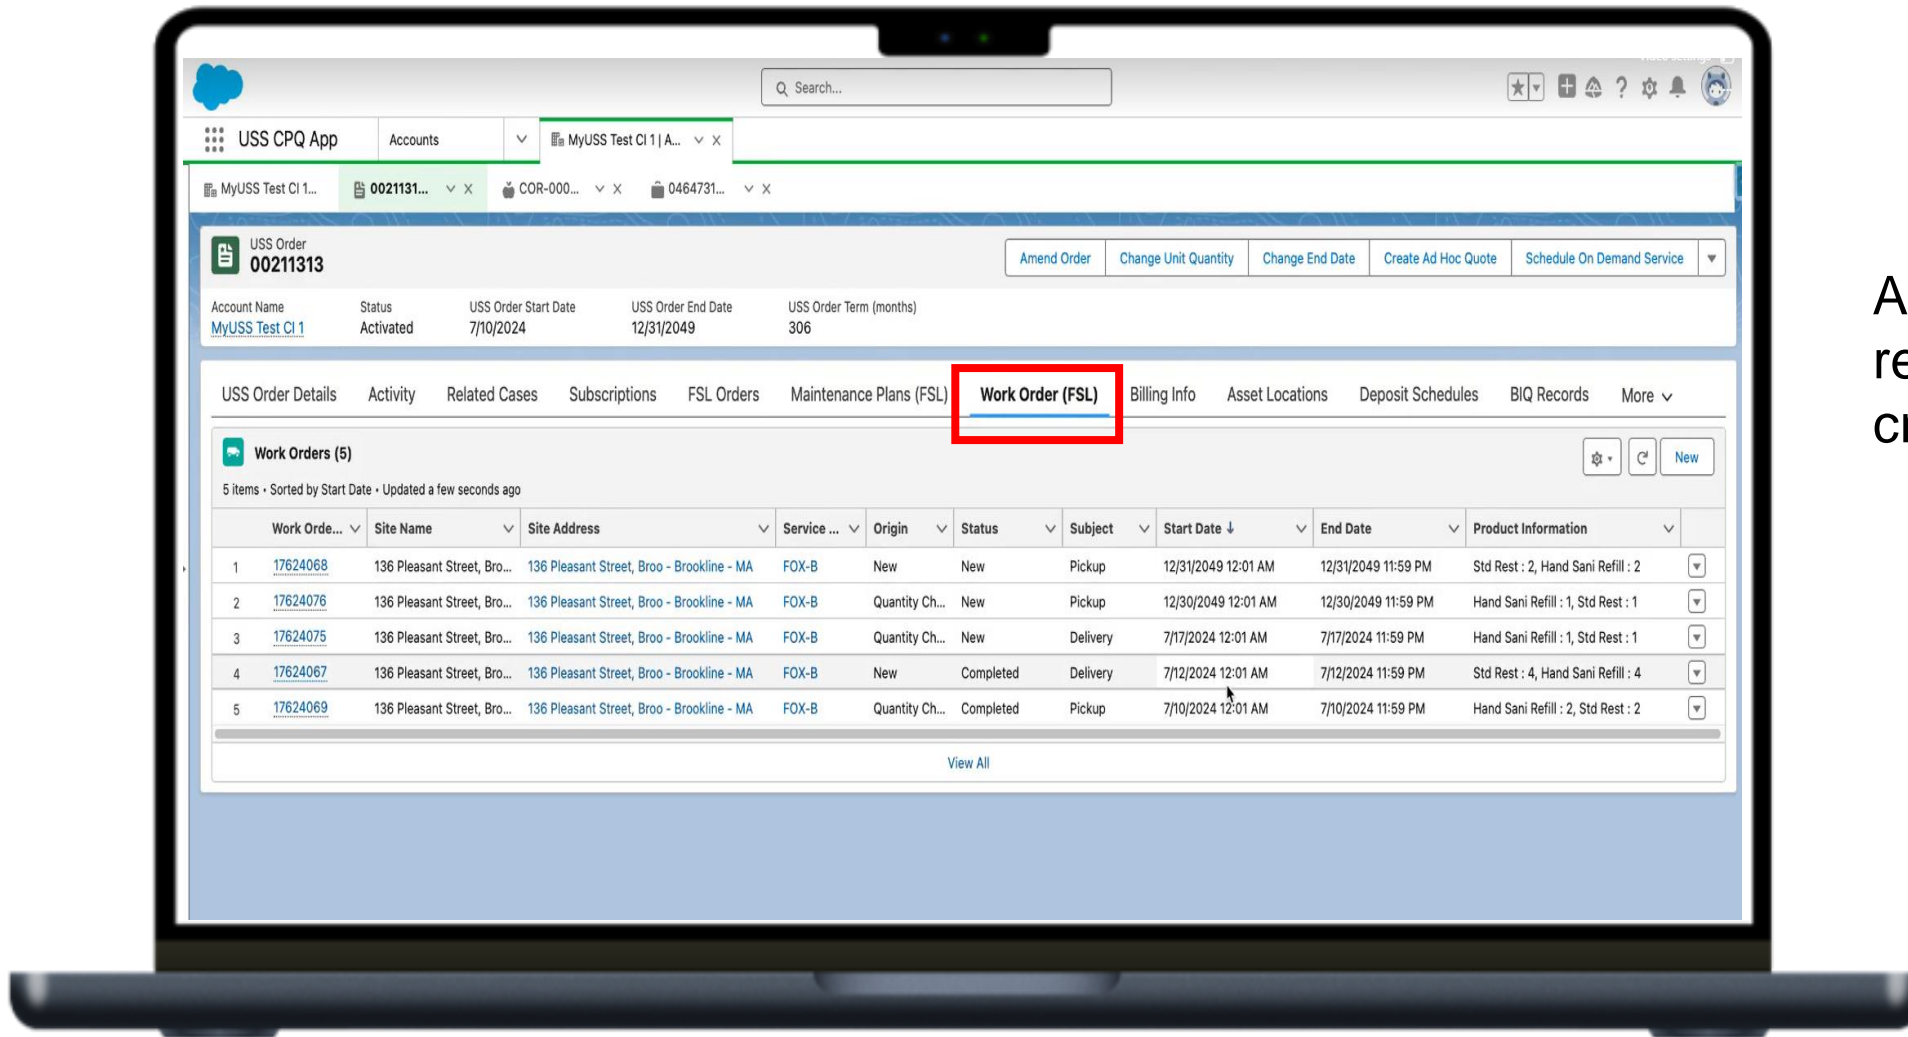 Search...
USS CPQ App Accounts MyUSS Test CI 1 | A...
MyUSS Test CI 1... 0021131... COR-000... 0464731...
USS Order
00211313
Amend Order Change Unit Quantity Change End Date Create Ad Hoc Quote Schedule On Demand Service
Account Name Status USS Order Start Date USS Order End Date USS Order Term (months)
MyUSS Test CI 1 Activated 7/10/2024 12/31/2049 306
USS Order Details Activity Related Cases Subscriptions FSL Orders Maintenance Plans (FSL) Work Order (FSL) Billing Info Asset Locations Deposit Schedules BIQ Records More
Work Orders (5)
New
5 items • Sorted by Start Date • Updated a few seconds ago
Work Orde... Site Name Site Address Service ... Origin Status Subject Start Date ↓ End Date Product Information
1 17624068 136 Pleasant Street, Bro... 136 Pleasant Street, Broo - Brookline - MA FOX-B New New Pickup 12/31/2049 12:01 AM 12/31/2049 11:59 PM Std Rest : 2, Hand Sani Refill : 2
2 17624076 136 Pleasant Street, Bro... 136 Pleasant Street, Broo - Brookline - MA FOX-B Quantity Ch... New Pickup 12/30/2049 12:01 AM 12/30/2049 11:59 PM Hand Sani Refill : 1, Std Rest : 1
3 17624075 136 Pleasant Street, Bro... 136 Pleasant Street, Broo - Brookline - MA FOX-B Quantity Ch... New Delivery 7/17/2024 12:01 AM 7/17/2024 11:59 PM Hand Sani Refill : 1, Std Rest : 1
4 17624067 136 Pleasant Street, Bro... 136 Pleasant Street, Broo - Brookline - MA FOX-B New Completed Delivery 7/12/2024 12:01 AM 7/12/2024 11:59 PM Std Rest : 4, Hand Sani Refill : 4
5 17624069 136 Pleasant Street, Bro... 136 Pleasant Street, Broo - Brookline - MA FOX-B Quantity Ch... Completed Pickup 7/10/2024 12:01 AM 7/10/2024 11:59 PM Hand Sani Refill : 2, Std Rest : 2
View All